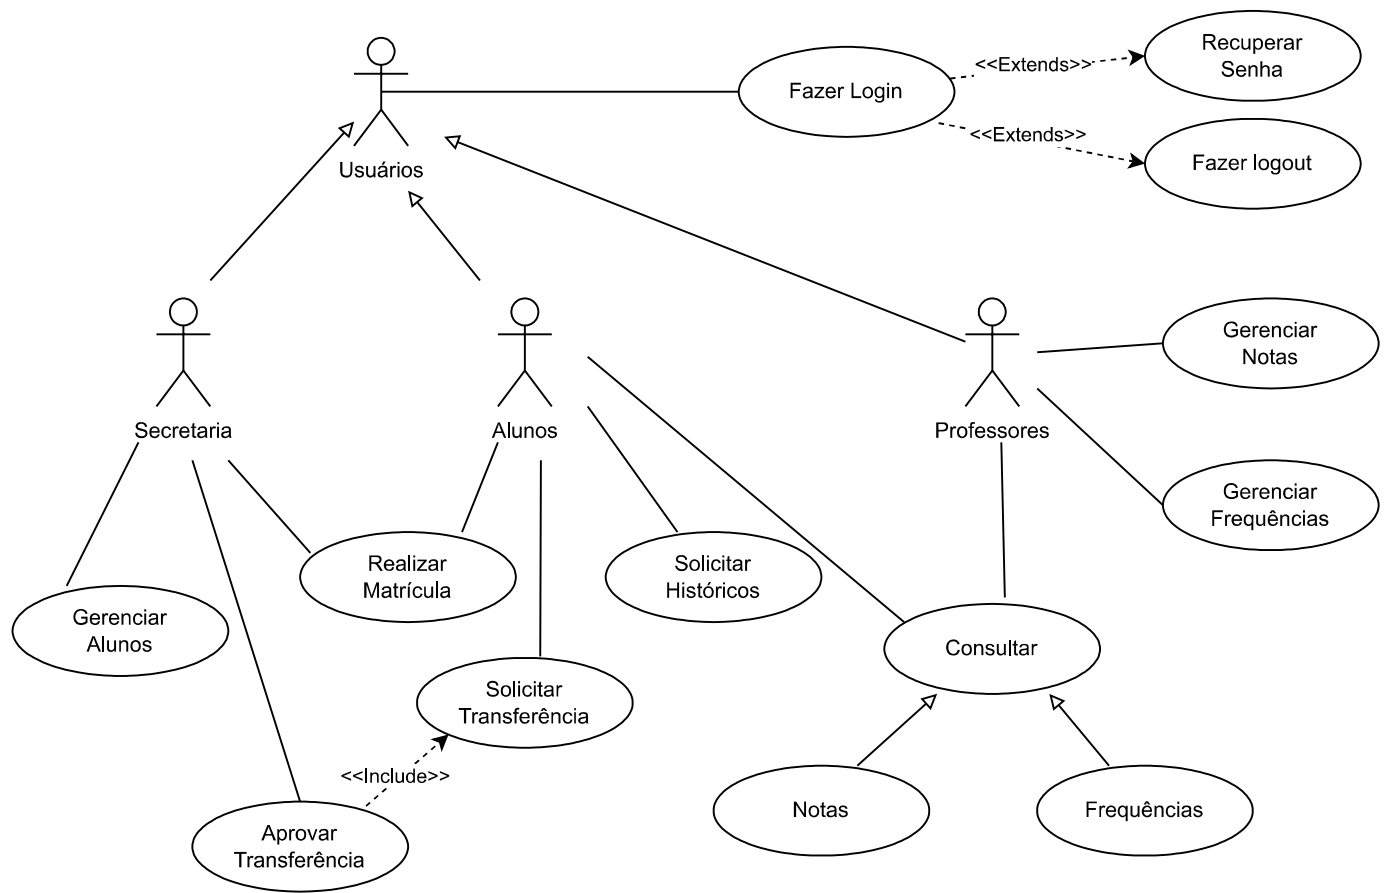 Recuperar
Senha
<<Extends>>
Fazer Login
<<Extends>>
Fazer logout
Usuários
Gerenciar
Notas
Secretaria
Alunos
Professores
Gerenciar
Frequências
Realizar
Matrícula
Solicitar
Históricos
Gerenciar
Alunos
Consultar
Solicitar
Transferência
<<Include>>
Notas
Frequências
Aprovar
Transferência